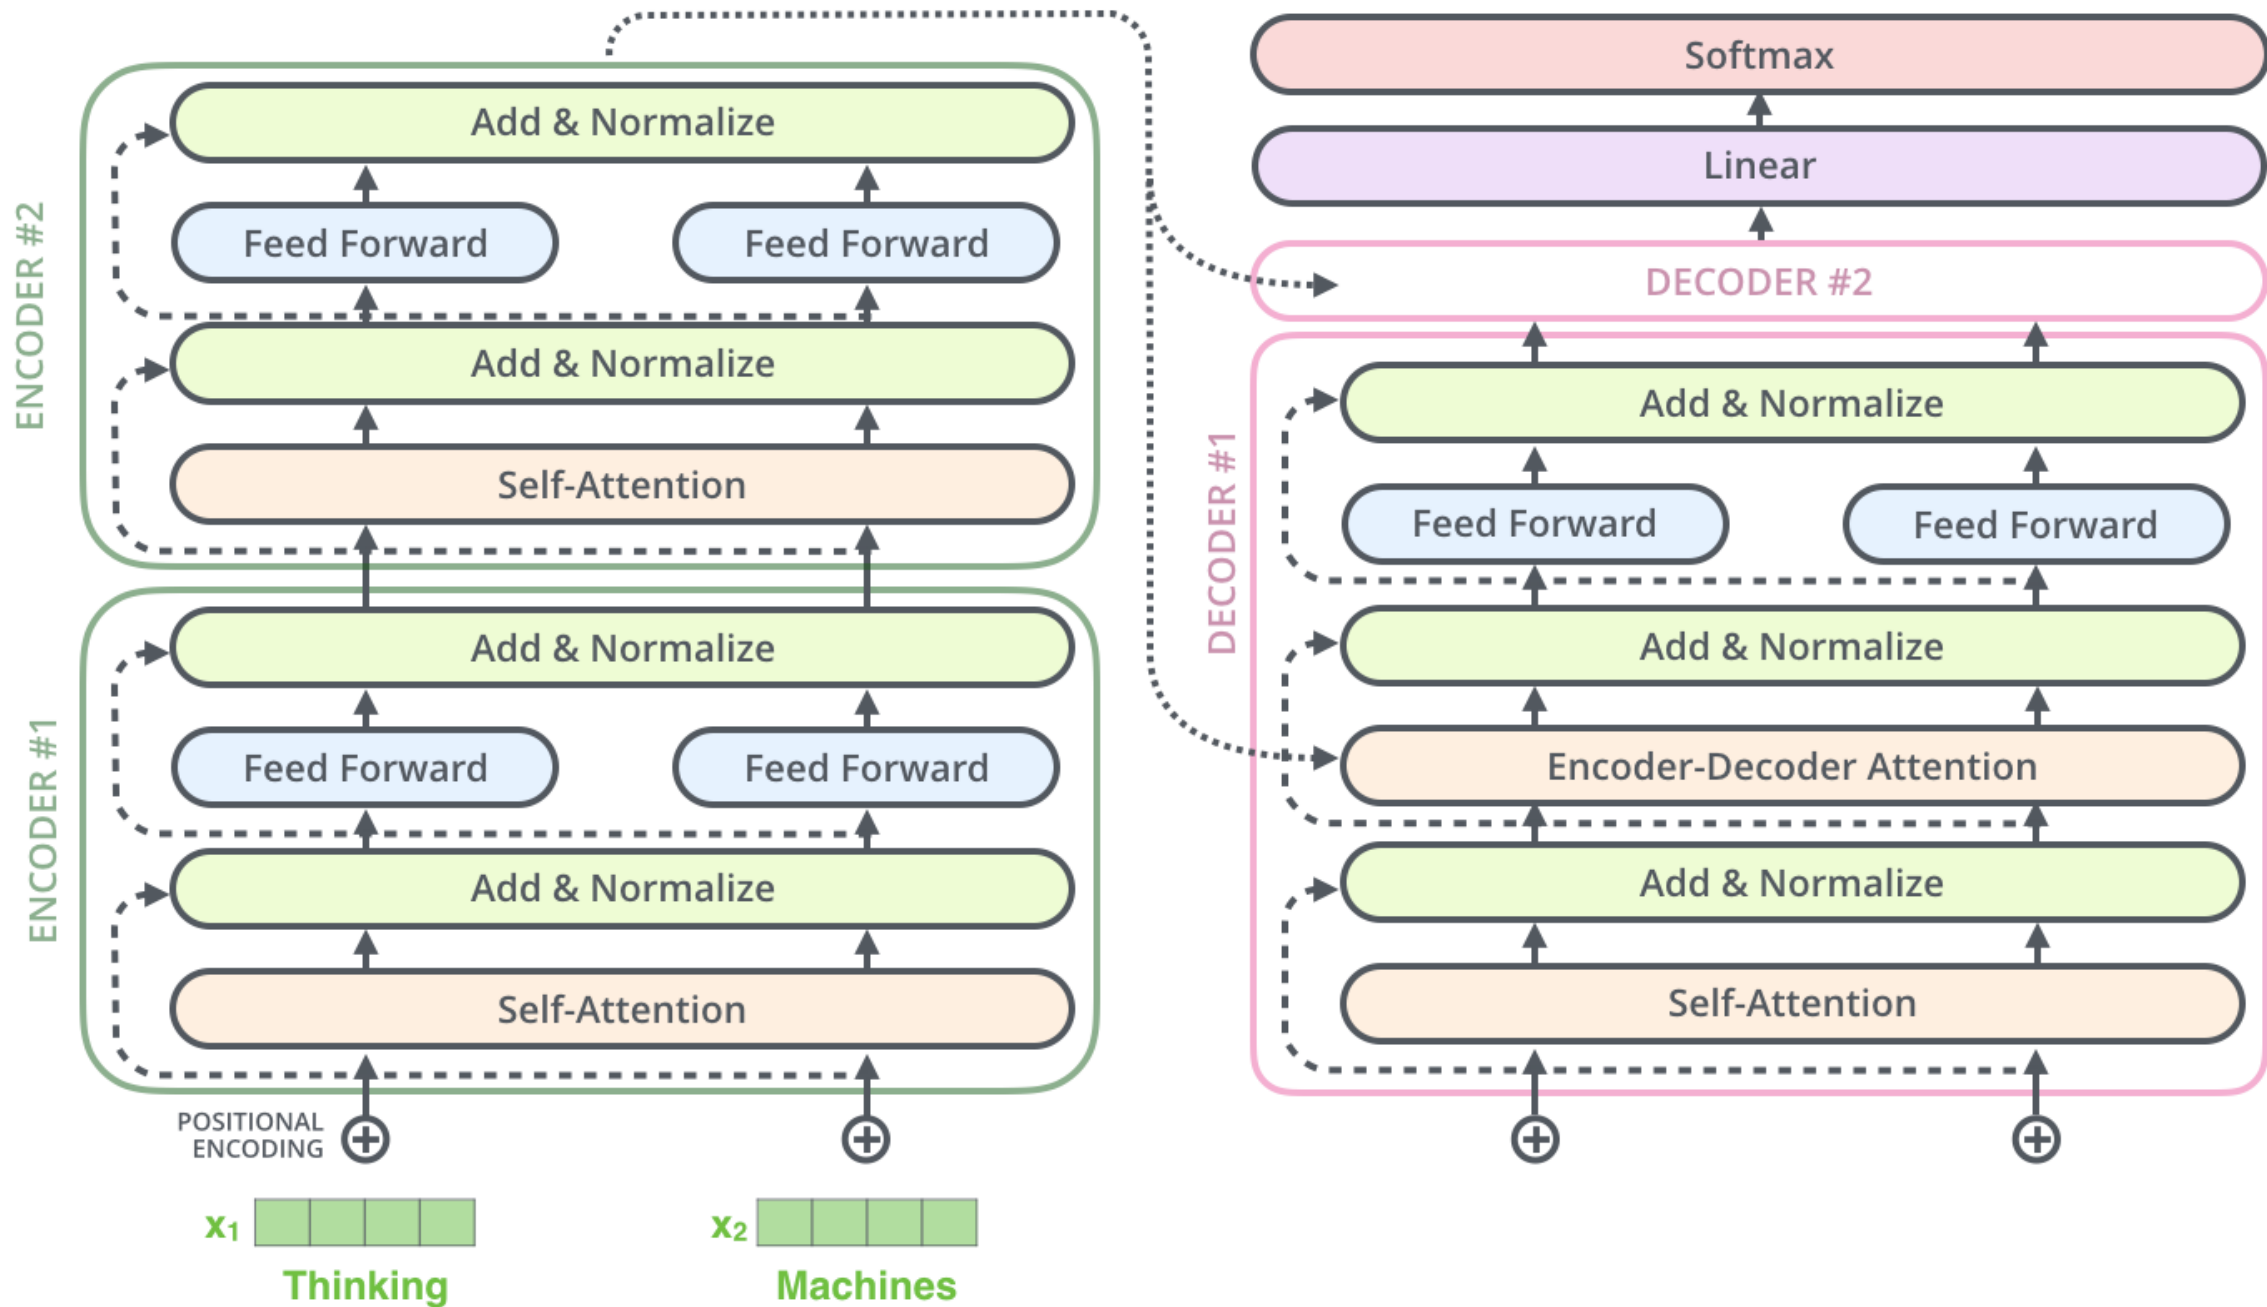 ENCODER #2
Add & Normalize
Feed Forward
Feed Forward
Add & Normalize
Self-Attention
ENCODER #1
Add & Normalize
Feed Forward
Feed Forward
Add & Normalize
Self-Attention
POSITIONAL
ENCODING
x₁
x₂
Thinking
Machines
Softmax
Linear
DECODER #2
DECODER #1
Add & Normalize
Feed Forward
Feed Forward
Add & Normalize
Encoder-Decoder Attention
Add & Normalize
Self-Attention